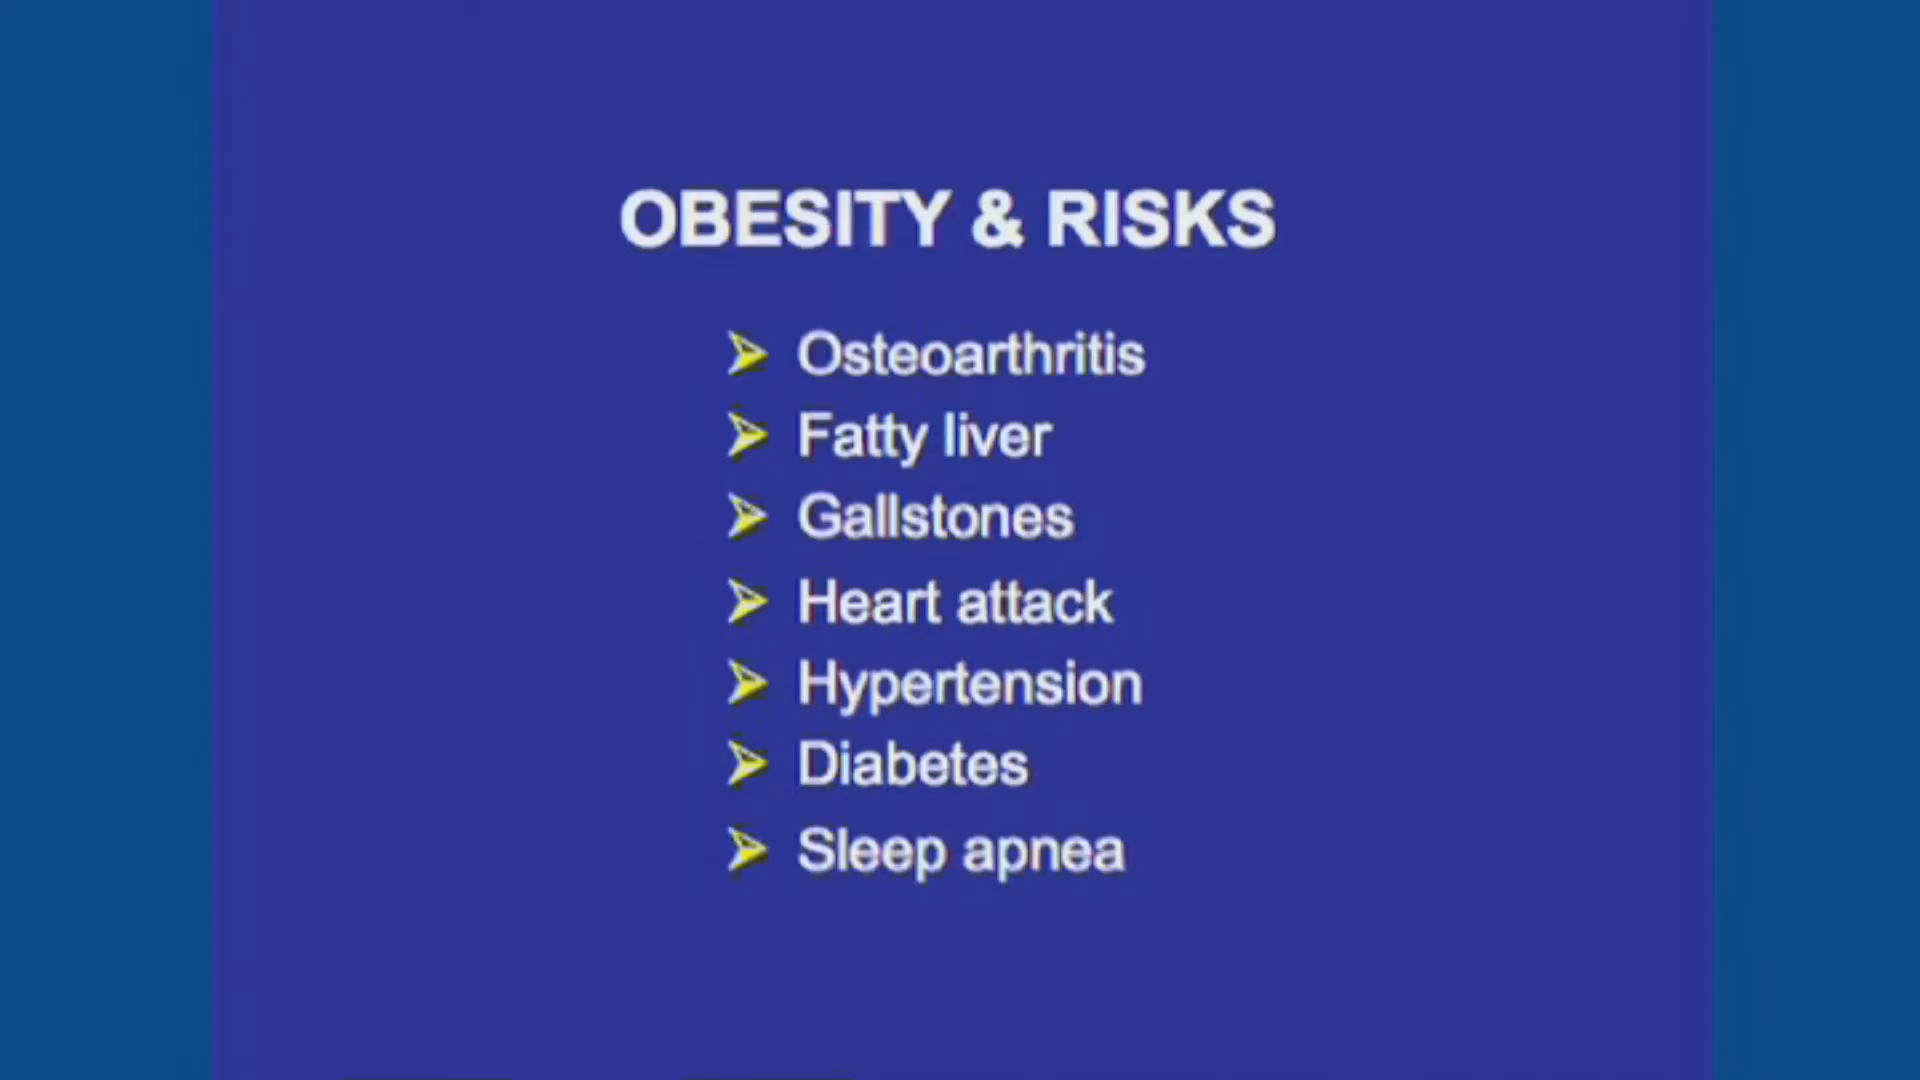 OBESITY & RISKS
Osteoarthritis
Fatty liver
Gallstones
Heart attack
Hypertension
Diabetes
Sleep apnea